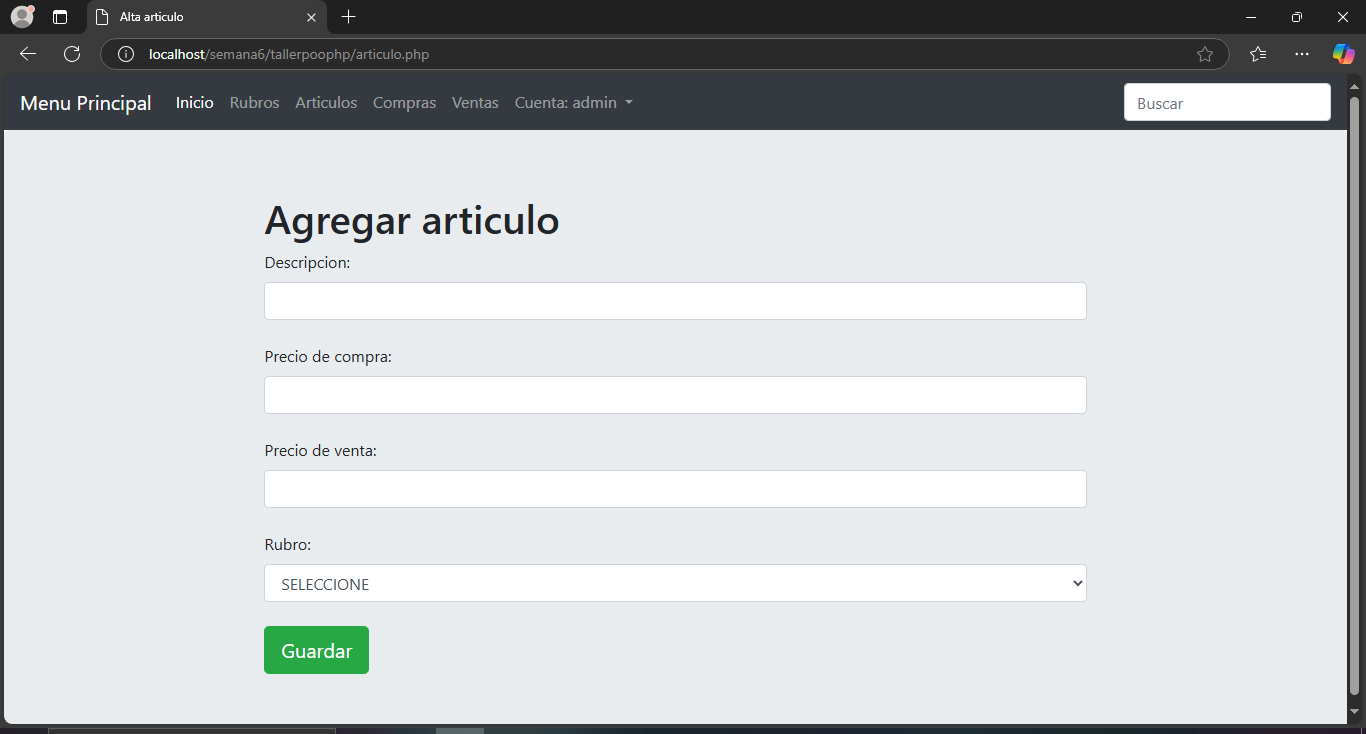 Alta articulo
localhost/semana6/tallerpoophp/articulo.php
Menu Principal Inicio Rubros Articulos Compras Ventas Cuenta: admin Buscar
Agregar articulo
Descripcion:
Precio de compra:
Precio de venta:
Rubro:
SELECCIONE
Guardar